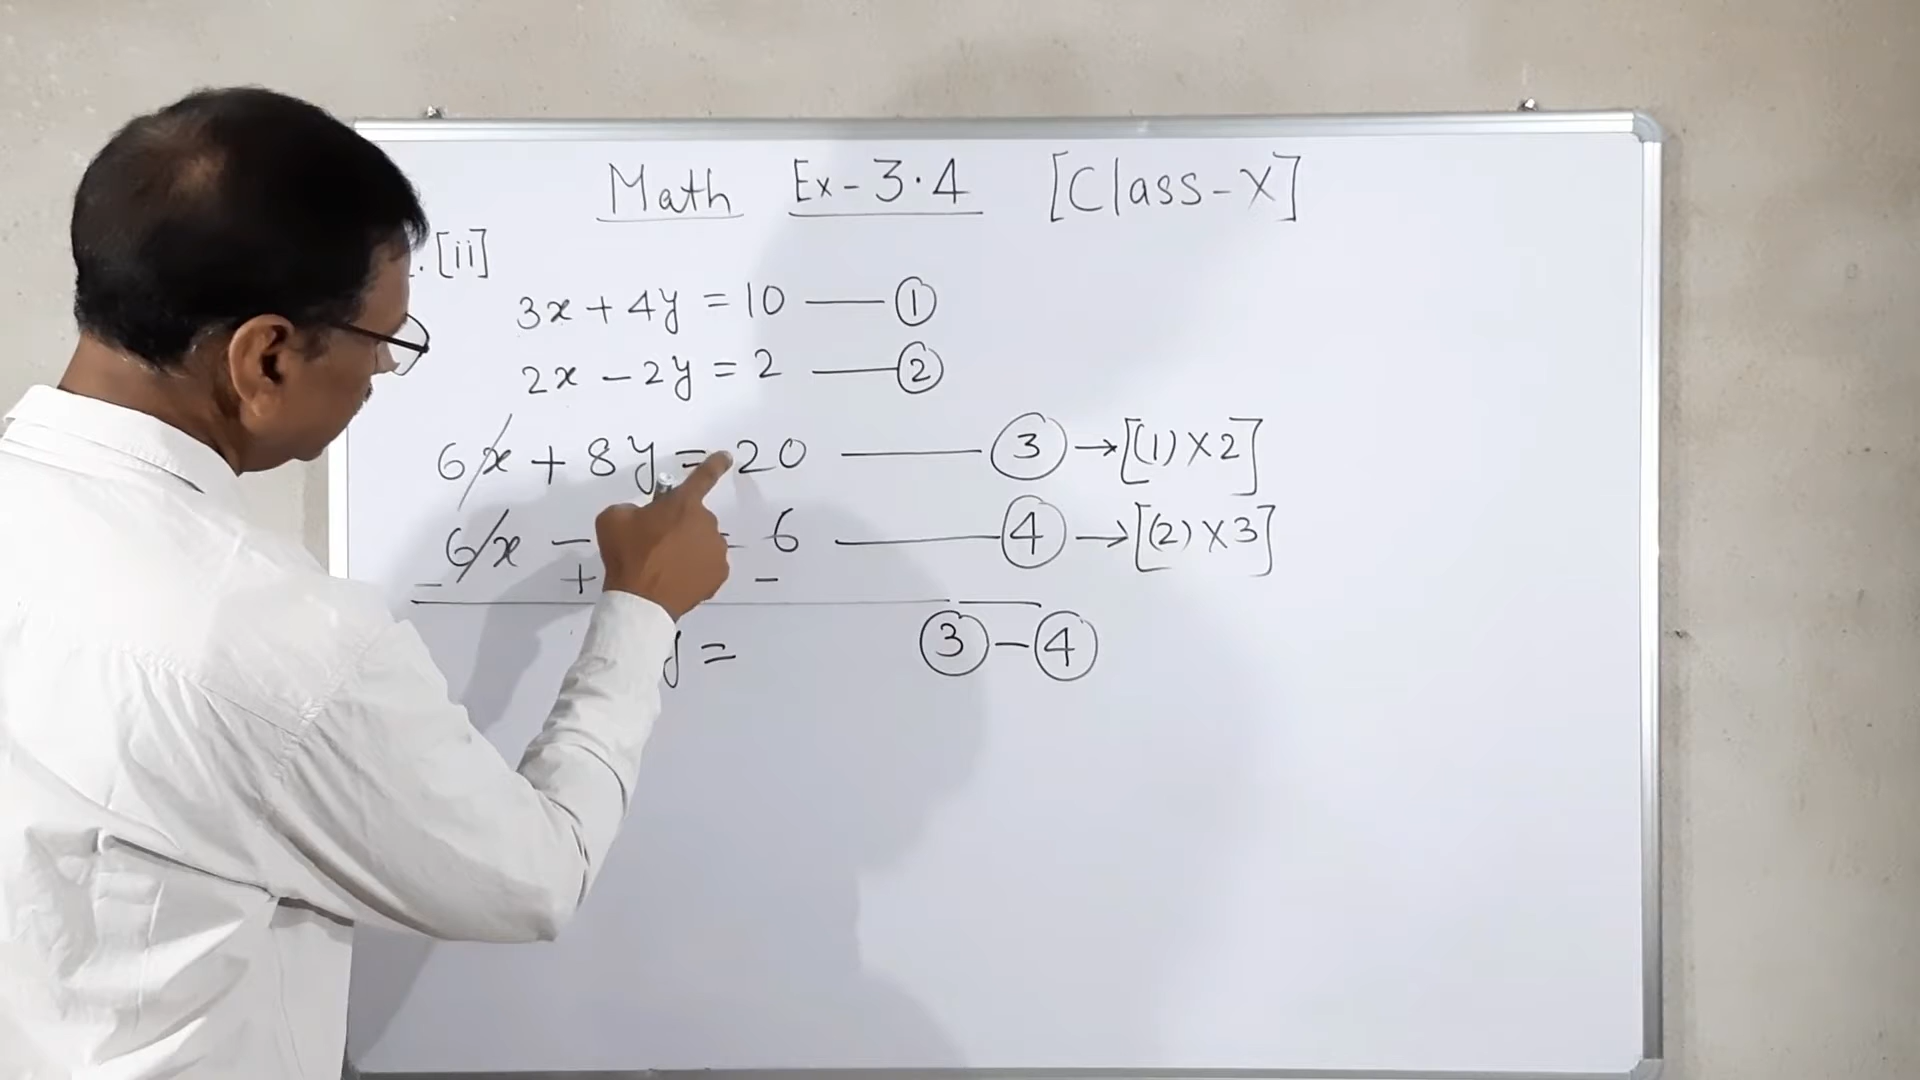 Math Ex-3.4 [Class-X]
. [ii]
3x + 4y = 10 —— ①
2x - 2y = 2 —— ②
6x + 8y = 20 —— ③ → [(1) X 2]
6x - = 6 —— ④ → [(2) X 3]
- + -
y = ③ - ④